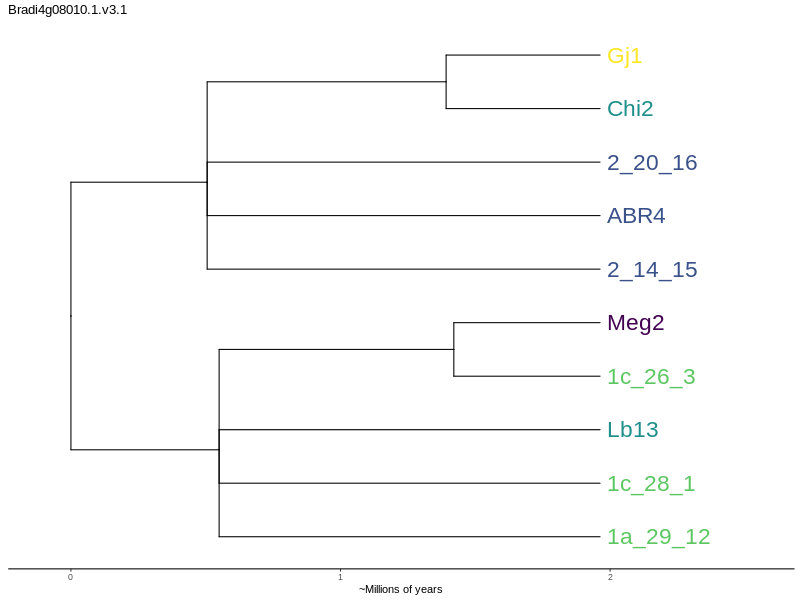 Bradi4g08010.1.v3.1
Gj1
Chi2
2_20_16
ABR4
2_14_15
Meg2
1c_26_3
Lb13
1c_28_1
1a_29_12
0 1 2
~Millions of years